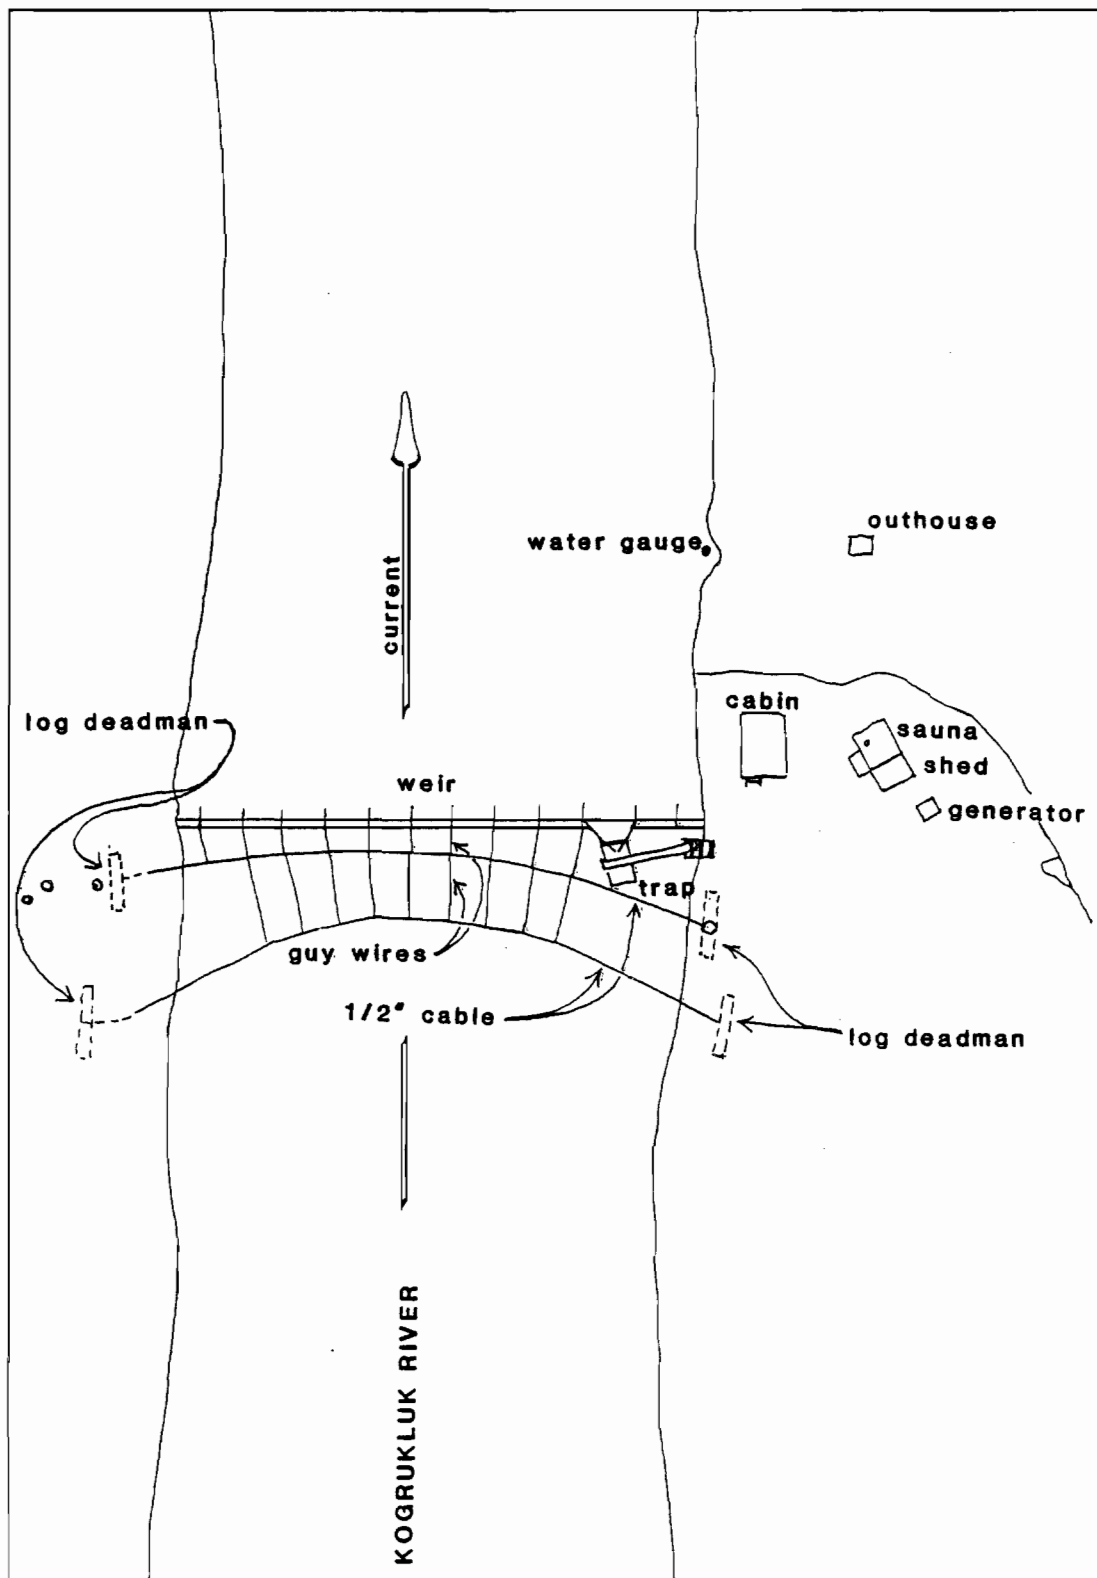 outhouse
water gauge
current
log deadman
cabin
sauna
shed
weir
generator
trap
guy wires
1/2" cable
log deadman
KOGRUKLUK RIVER